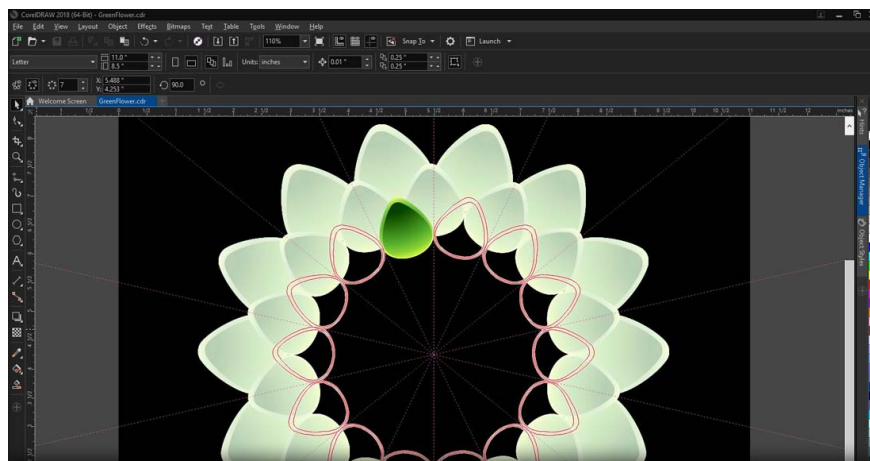 CorelDRAW 2018 (64-Bit) - GreenFlower.cdr
File Edit View Layout Object Effects Bitmaps Text Table Tools Window Help
110% Snap To Launch
Letter 11.0 " 8.5 " Units: inches 0.01 " 0.25 " 0.25 "
7 X: 5.488 " Y: 4.253 " 90.0 °
Welcome Screen GreenFlower.cdr
inches
Hints
Object Manager
Object Styles